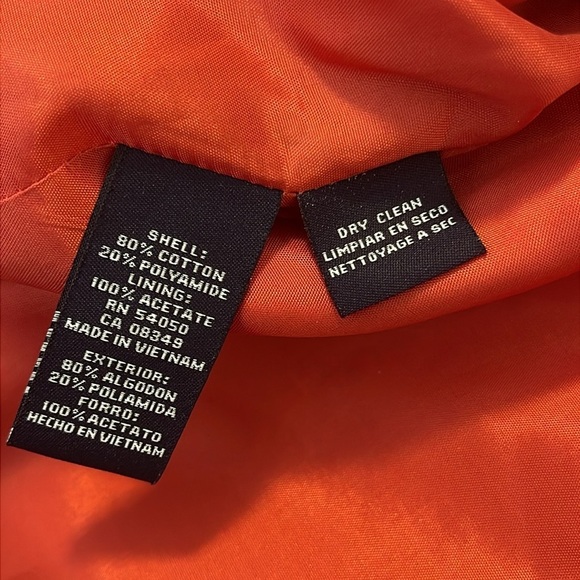 SHELL:
80% COTTON
20% POLYAMIDE
LINING:
100% ACETATE
RN 54050
CA 08349
MADE IN VIETNAM
EXTERIOR:
80% ALGODON
20% POLIAMIDA
FORRO:
100% ACETATO
HECHO EN VIETNAM
DRY CLEAN
LIMPIAR EN SECO
NETTOYAGE A SEC